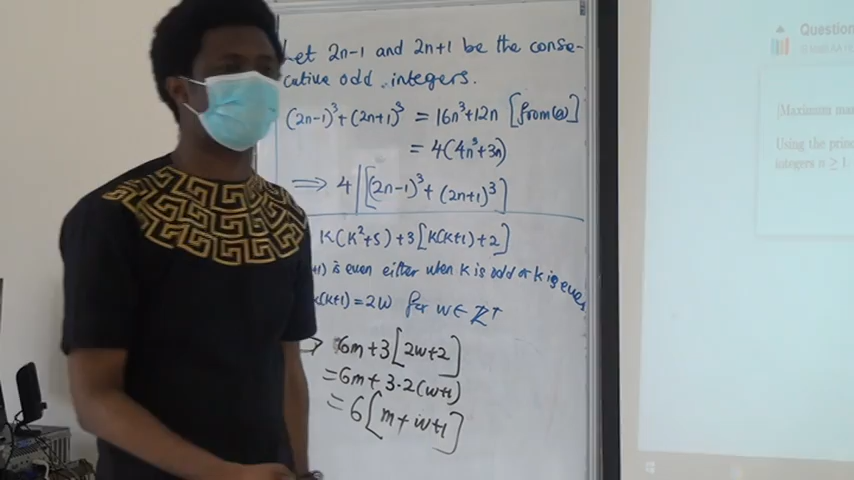 Let 2n-1 and 2n+1 be the conse-
cutive odd integers.
(2n-1)³+(2n+1)³ = 16n³+12n [from(a)]
= 4(4n³+3n)
⇒ 4 | [(2n-1)³+(2n+1)³]
K(K²+5)+3[K(K+1)+2]
+1) is even either when K is odd or K is even
K(K+1)=2w for w∈ℤ⁺
6m+3[2w+2]
=6m+3·2(w+1)
=6[m+w+1]
Question
Maximum mar
Using the princ
integers n ≥ 1.